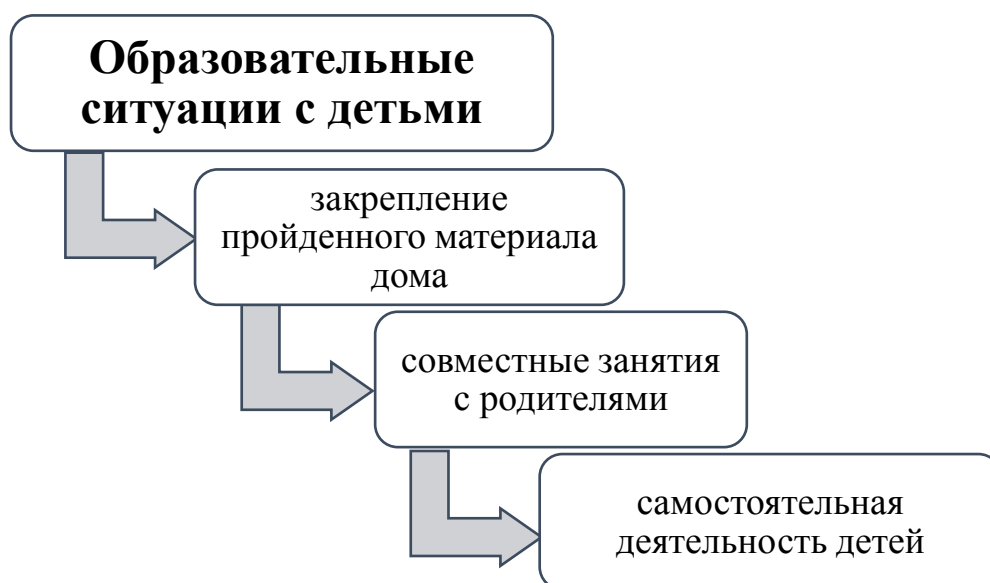 Образовательные
ситуации с детьми
закрепление
пройденного материала
дома
совместные занятия
с родителями
самостоятельная
деятельность детей